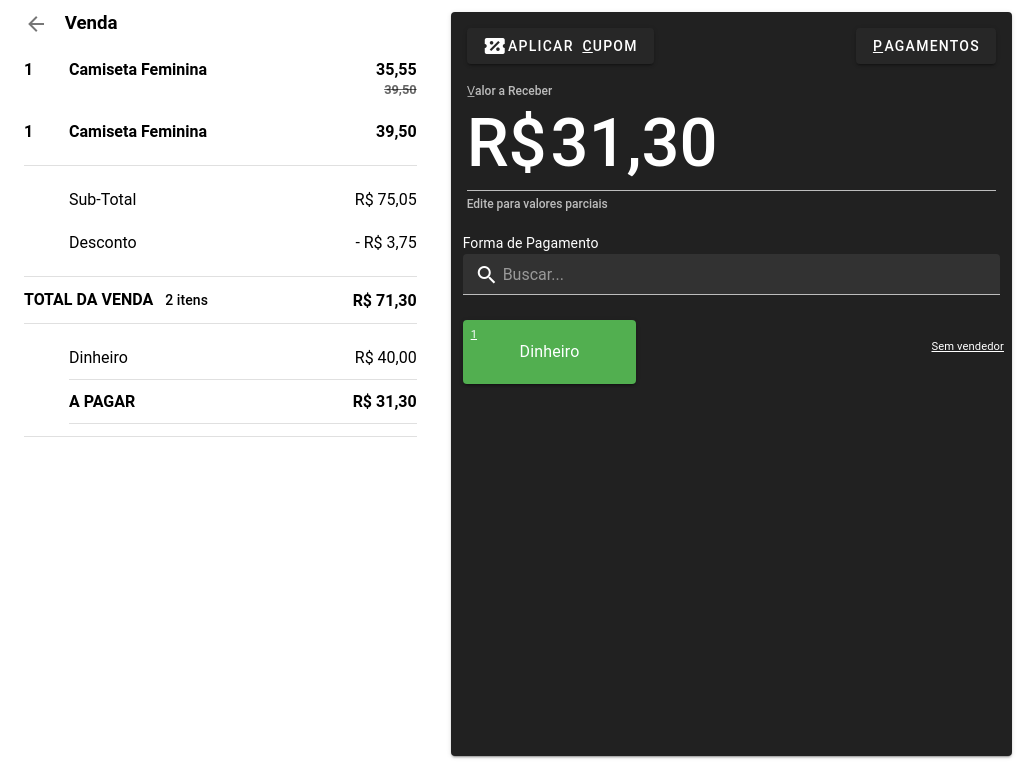 Venda
1 Camiseta Feminina 35,55
39,50
1 Camiseta Feminina 39,50
Sub-Total R$ 75,05
Desconto - R$ 3,75
TOTAL DA VENDA 2 itens R$ 71,30
Dinheiro R$ 40,00
A PAGAR R$ 31,30
APLICAR CUPOM
PAGAMENTOS
Valor a Receber
R$31,30
Edite para valores parciais
Forma de Pagamento
Buscar...
1
Dinheiro
Sem vendedor